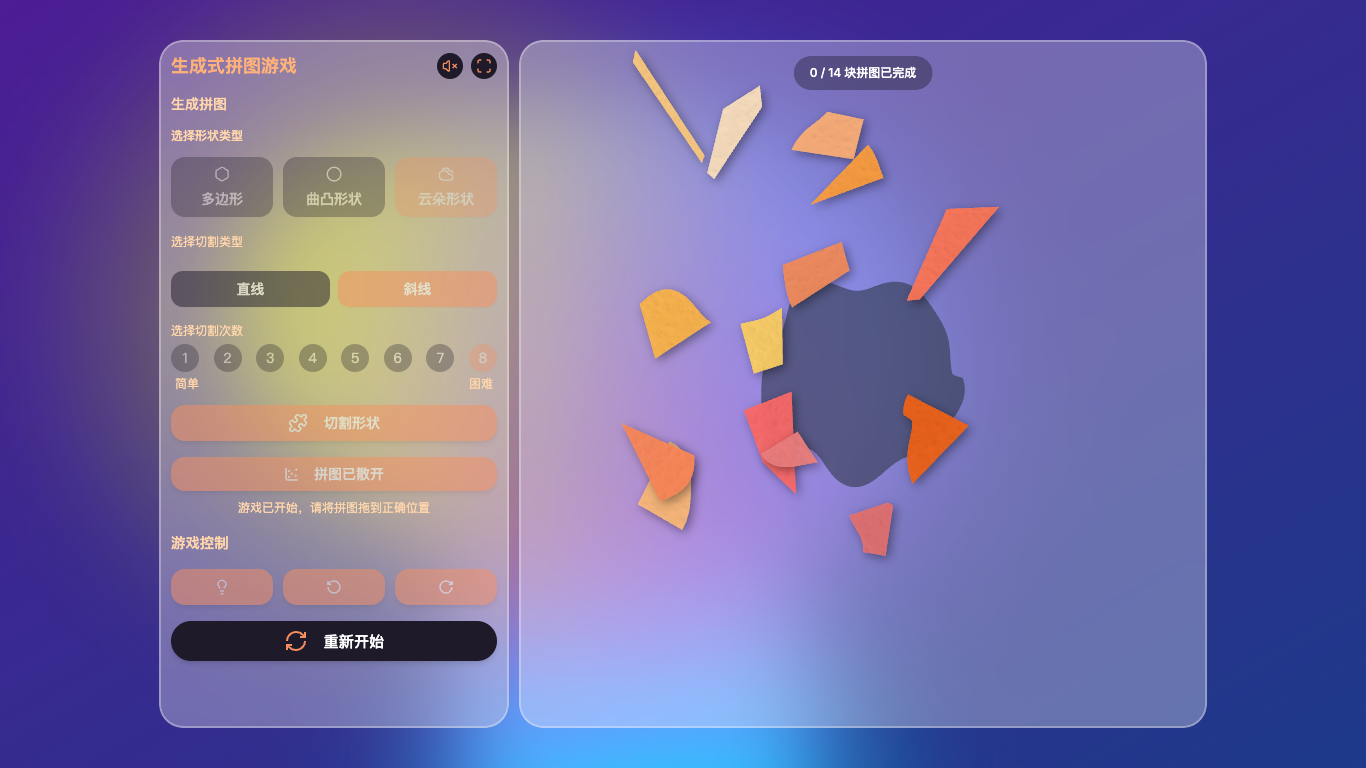 生成式拼图游戏
生成拼图
选择形状类型
多边形
曲凸形状
云朵形状
选择切割类型
直线
斜线
选择切割次数
1 2 3 4 5 6 7 8
简单
困难
切割形状
拼图已散开
游戏已开始，请将拼图拖到正确位置
游戏控制
重新开始
0 / 14 块拼图已完成